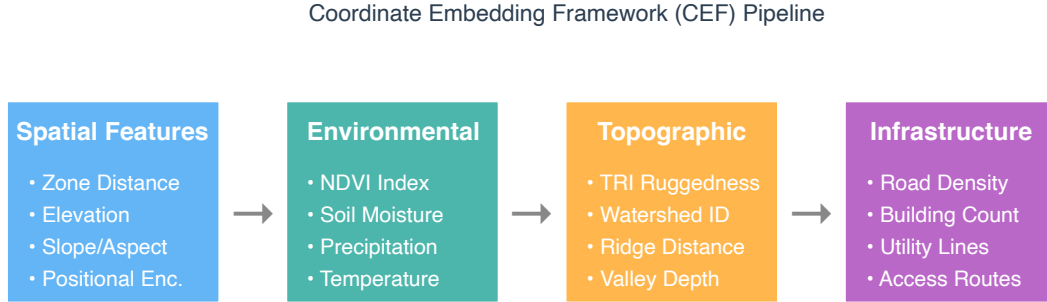 Coordinate Embedding Framework (CEF) Pipeline
Spatial Features
• Zone Distance
• Elevation
• Slope/Aspect
• Positional Enc.
Environmental
• NDVI Index
• Soil Moisture
• Precipitation
• Temperature
Topographic
• TRI Ruggedness
• Watershed ID
• Ridge Distance
• Valley Depth
Infrastructure
• Road Density
• Building Count
• Utility Lines
• Access Routes